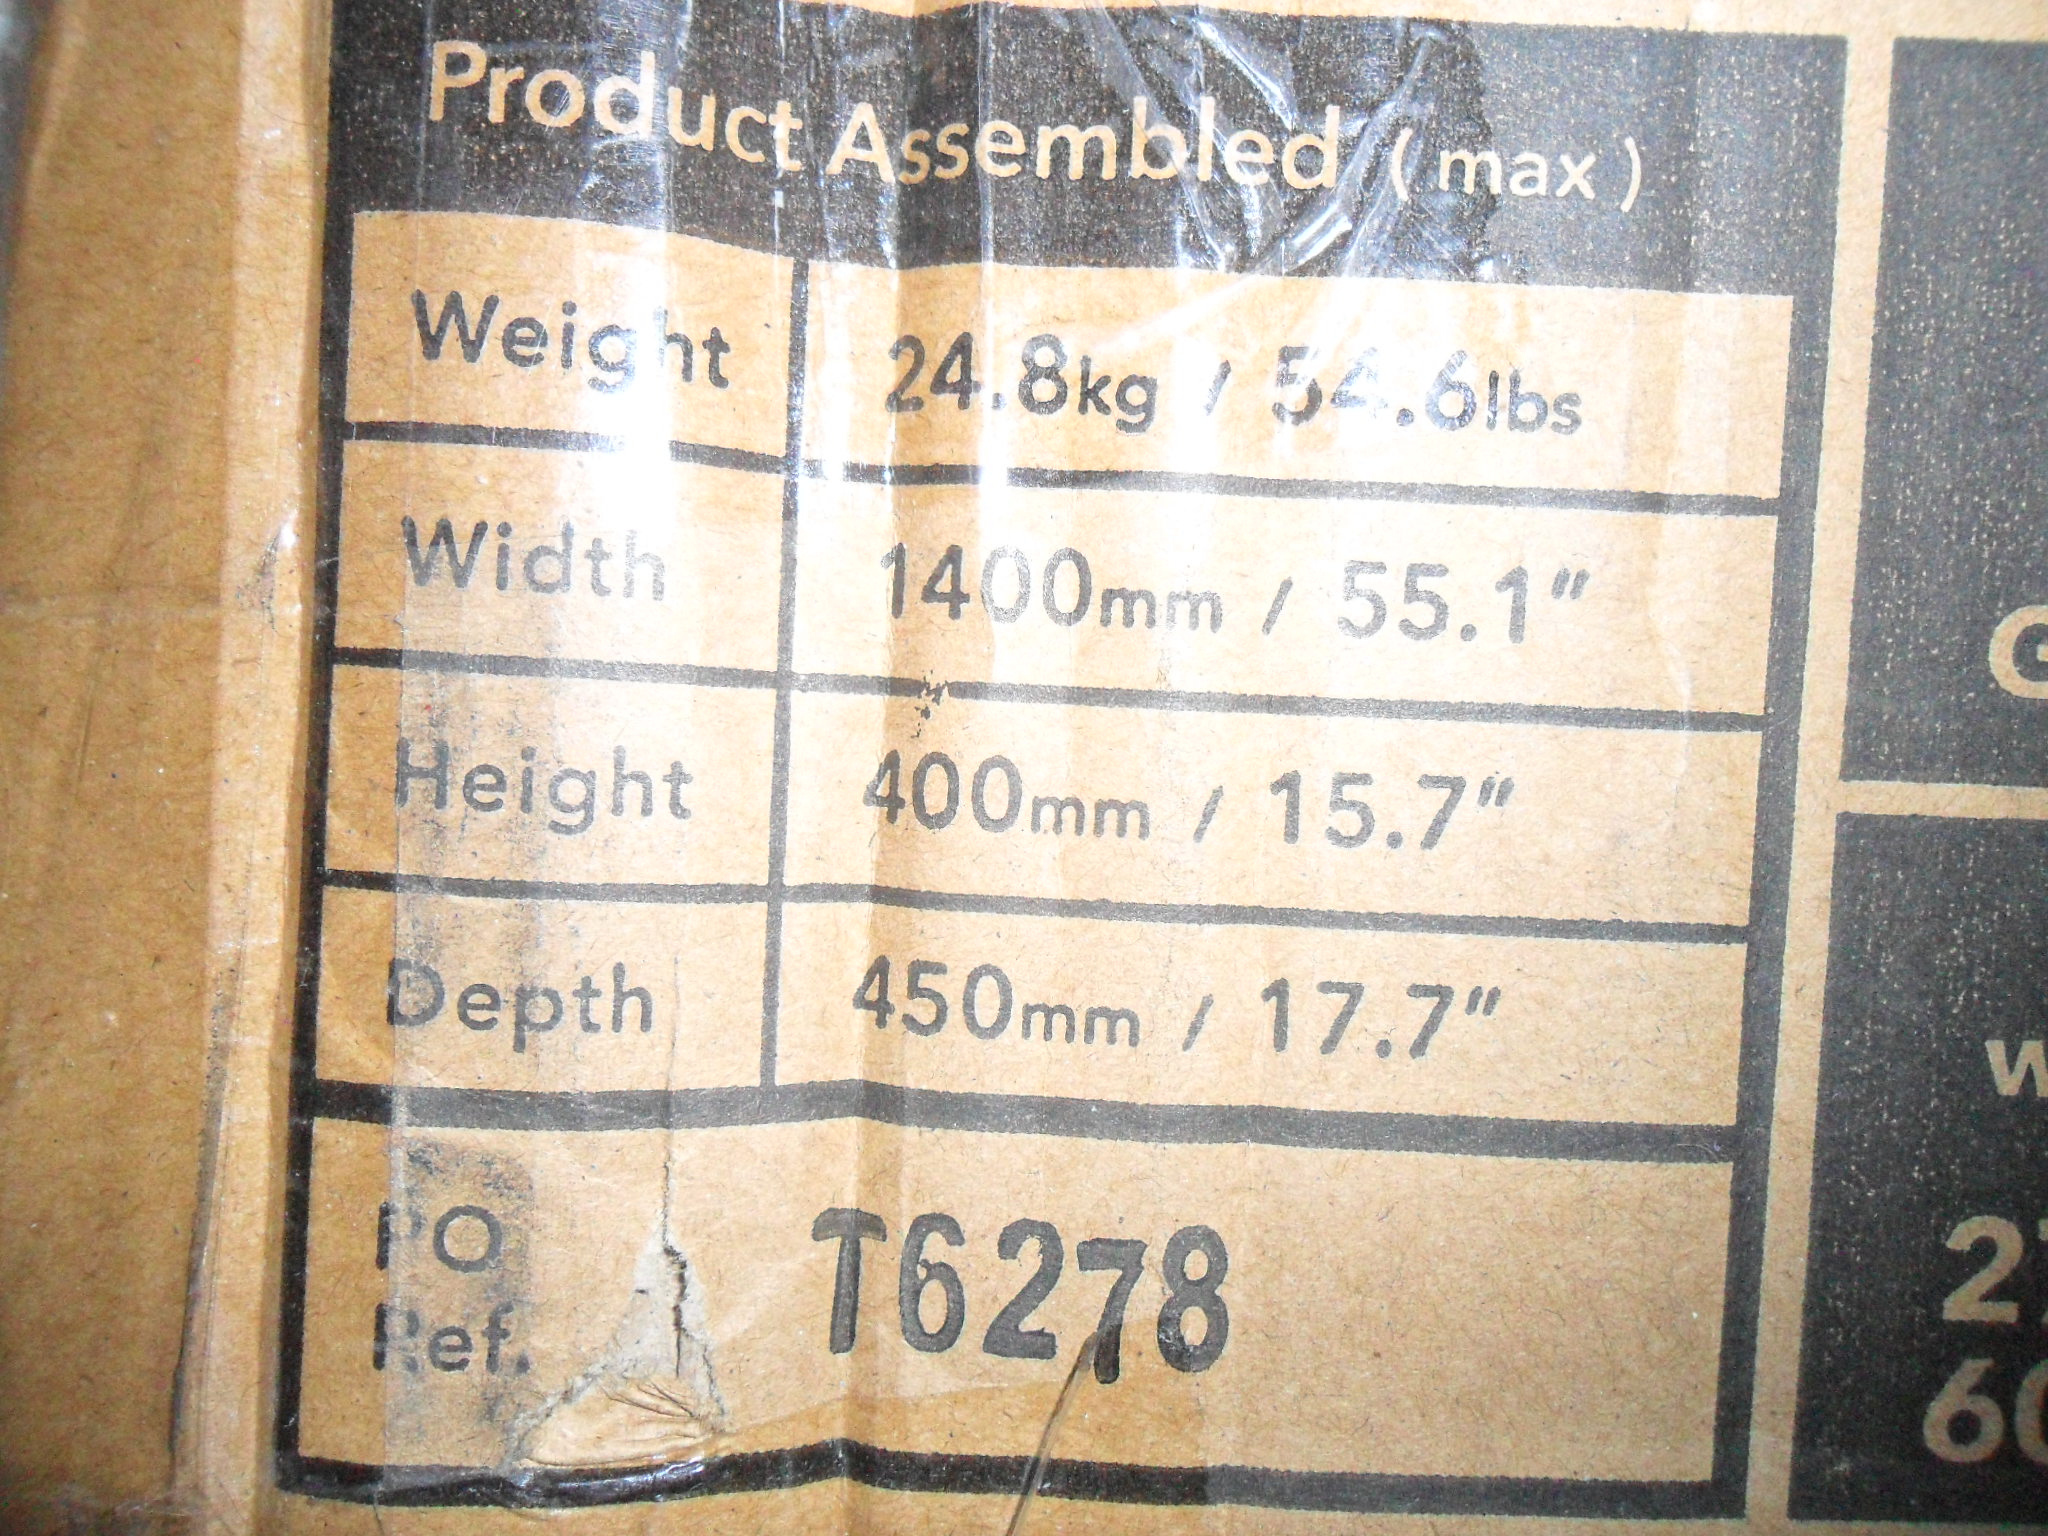 Product Assembled ( max )
Weight 24.8kg / 54.6lbs
Width 1400mm / 55.1"
Height 400mm / 15.7"
Depth 450mm / 17.7"
PO
Ref. T6278